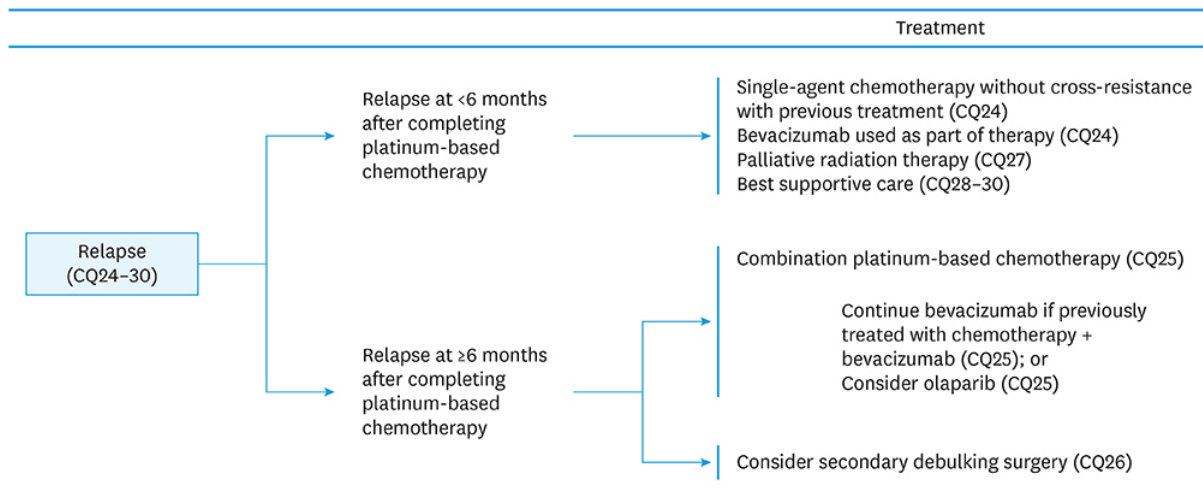 Treatment
Relapse
(CQ24–30)
Relapse at <6 months
after completing
platinum-based
chemotherapy
Single-agent chemotherapy without cross-resistance
with previous treatment (CQ24)
Bevacizumab used as part of therapy (CQ24)
Palliative radiation therapy (CQ27)
Best supportive care (CQ28–30)
Relapse at ≥6 months
after completing
platinum-based
chemotherapy
Combination platinum-based chemotherapy (CQ25)
Continue bevacizumab if previously
treated with chemotherapy +
bevacizumab (CQ25); or
Consider olaparib (CQ25)
Consider secondary debulking surgery (CQ26)